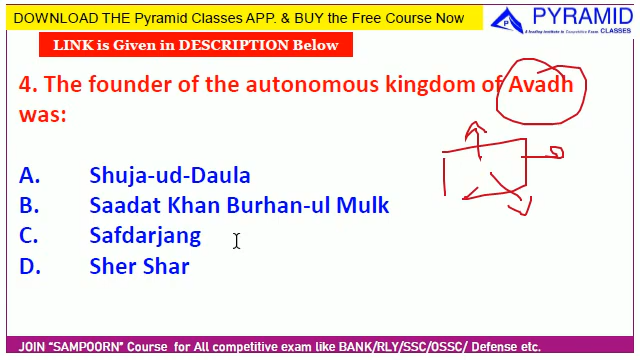 DOWNLOAD THE Pyramid Classes APP. & BUY the Free Course Now
LINK is Given in DESCRIPTION Below
PYRAMID
CLASSES
4. The founder of the autonomous kingdom of Avadh
was:
A. Shuja-ud-Daula
B. Saadat Khan Burhan-ul Mulk
C. Safdarjang
D. Sher Shar
JOIN “SAMPOORN” Course for All competitive exam like BANK/RLY/SSC/OSSC/ Defense etc.